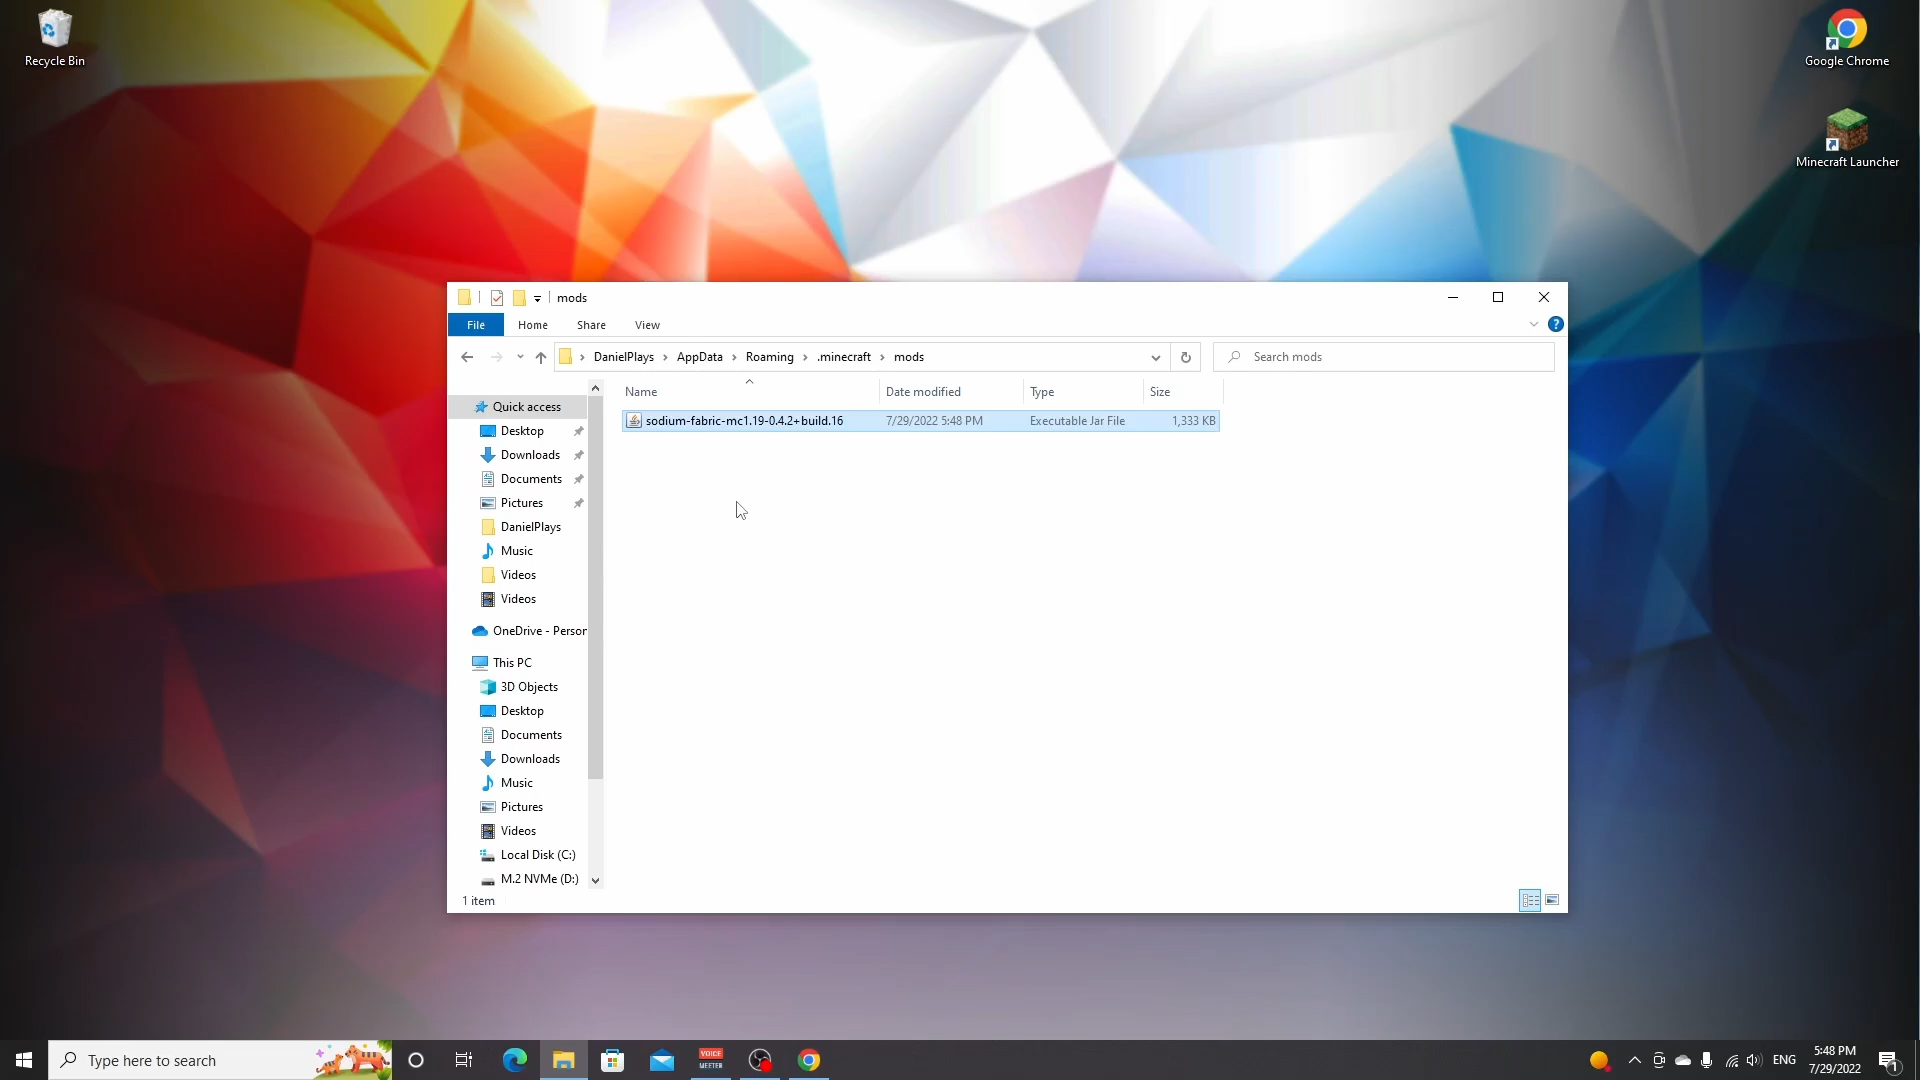 Recycle Bin
Google Chrome
Minecraft Launcher
mods
File Home Share View
DanielPlays AppData Roaming .minecraft mods
Search mods
Name Date modified Type Size
sodium-fabric-mc1.19-0.4.2+build.16 7/29/2022 5:48 PM Executable Jar File 1,333 KB
Quick access
Desktop
Downloads
Documents
Pictures
DanielPlays
Music
Videos
Videos
OneDrive - Person
This PC
3D Objects
Desktop
Documents
Downloads
Music
Pictures
Videos
Local Disk (C:)
M.2 NVMe (D:)
1 item
Type here to search
VOICE
MEETER
ENG
5:48 PM
7/29/2022
1